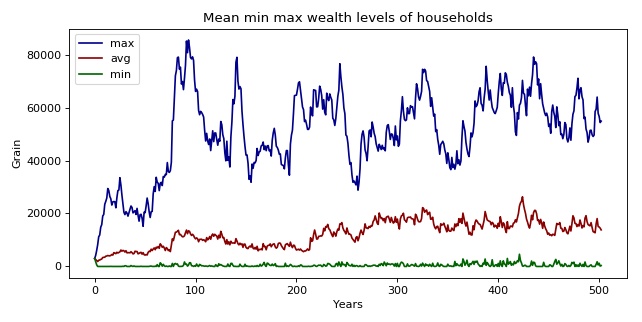 Mean min max wealth levels of households
max
avg
min
80000
60000
40000
20000
0
Grain
0 100 200 300 400 500
Years